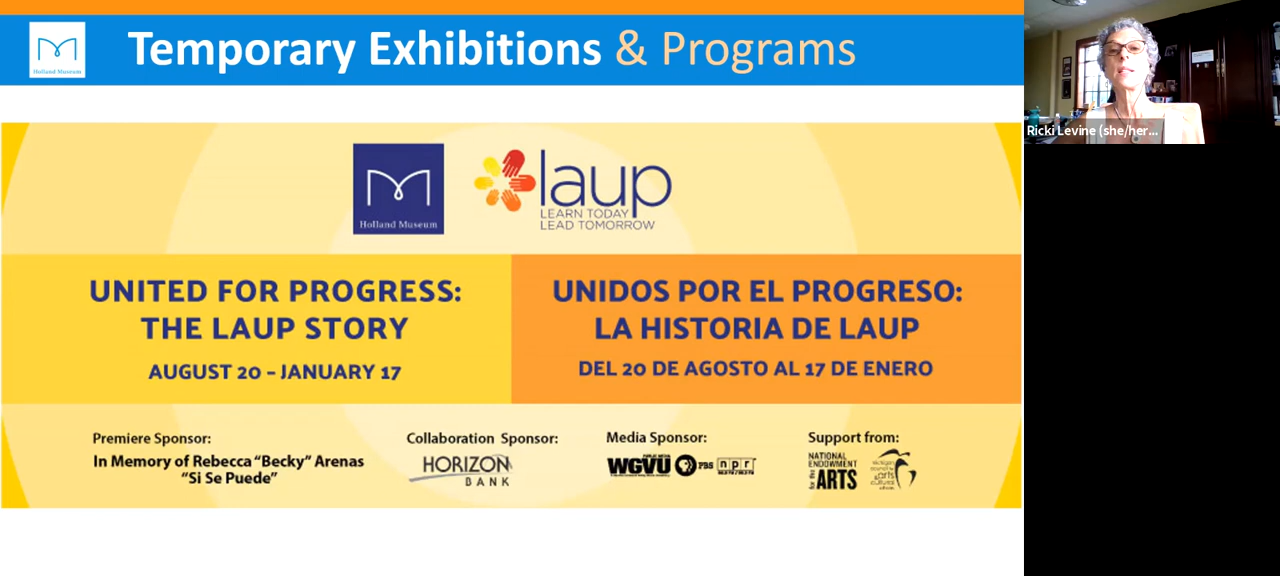 Temporary Exhibitions & Programs
Holland Museum
Ricki Levine (she/her...
Holland Museum
laup
LEARN TODAY
LEAD TOMORROW
UNITED FOR PROGRESS:
THE LAUP STORY
AUGUST 20 – JANUARY 17
UNIDOS POR EL PROGRESO:
LA HISTORIA DE LAUP
DEL 20 DE AGOSTO AL 17 DE ENERO
Premiere Sponsor:
In Memory of Rebecca “Becky” Arenas
“Si Se Puede”
Collaboration Sponsor:
HORIZON
BANK
Media Sponsor:
WGVU PBS npr
Support from:
NATIONAL
ENDOWMENT
for the ARTS